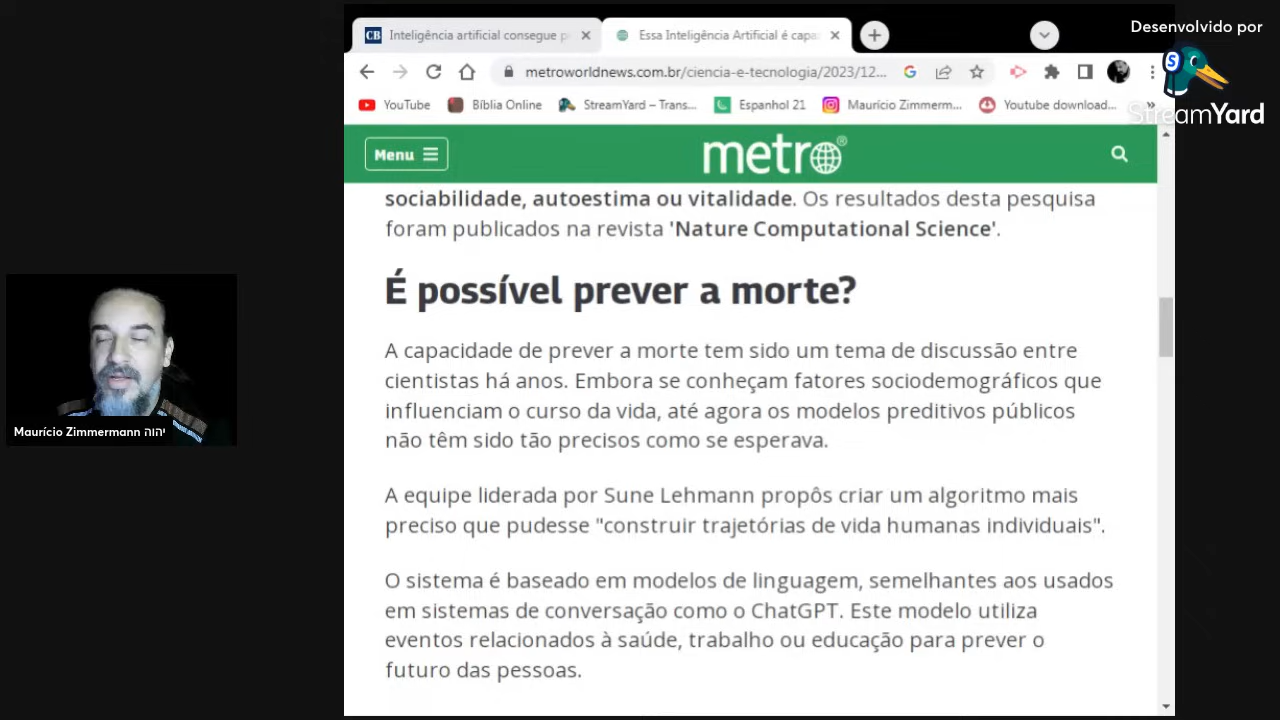 Desenvolvido por
StreamYard
CB Inteligência artificial consegue p
Essa Inteligência Artificial é capa
metroworldnews.com.br/ciencia-e-tecnologia/2023/12...
YouTube Bíblia Online StreamYard – Trans... Espanhol 21 Maurício Zimmerm... Youtube download... »
Menu metro®
sociabilidade, autoestima ou vitalidade. Os resultados desta pesquisa
foram publicados na revista 'Nature Computational Science'.
É possível prever a morte?
A capacidade de prever a morte tem sido um tema de discussão entre
cientistas há anos. Embora se conheçam fatores sociodemográficos que
influenciam o curso da vida, até agora os modelos preditivos públicos
não têm sido tão precisos como se esperava.
A equipe liderada por Sune Lehmann propôs criar um algoritmo mais
preciso que pudesse "construir trajetórias de vida humanas individuais".
O sistema é baseado em modelos de linguagem, semelhantes aos usados
em sistemas de conversação como o ChatGPT. Este modelo utiliza
eventos relacionados à saúde, trabalho ou educação para prever o
futuro das pessoas.
Maurício Zimmermann יהוה